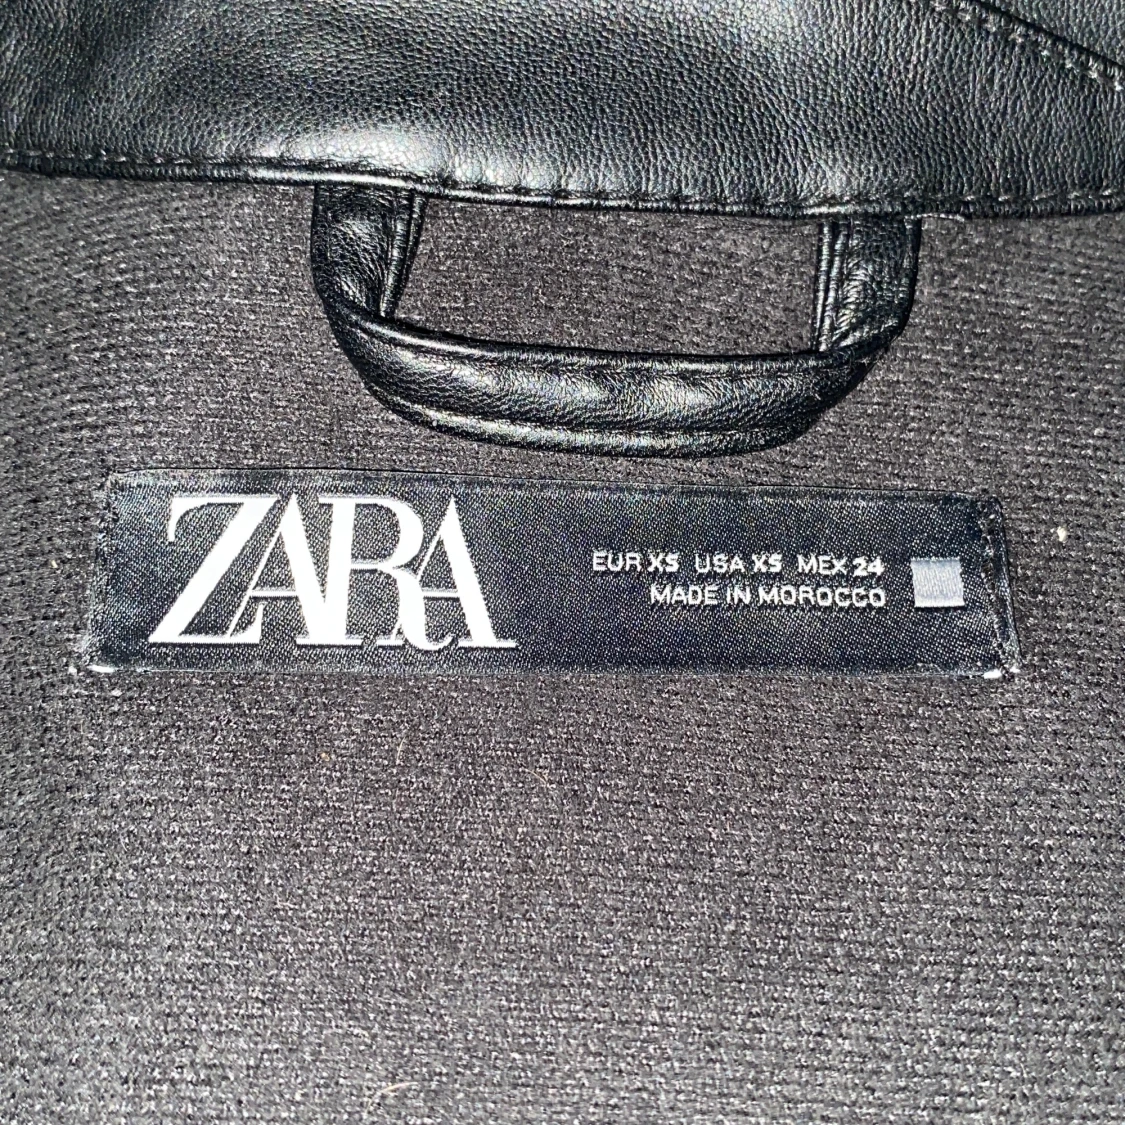 ZARA
EUR XS USA XS MEX 24
MADE IN MOROCCO